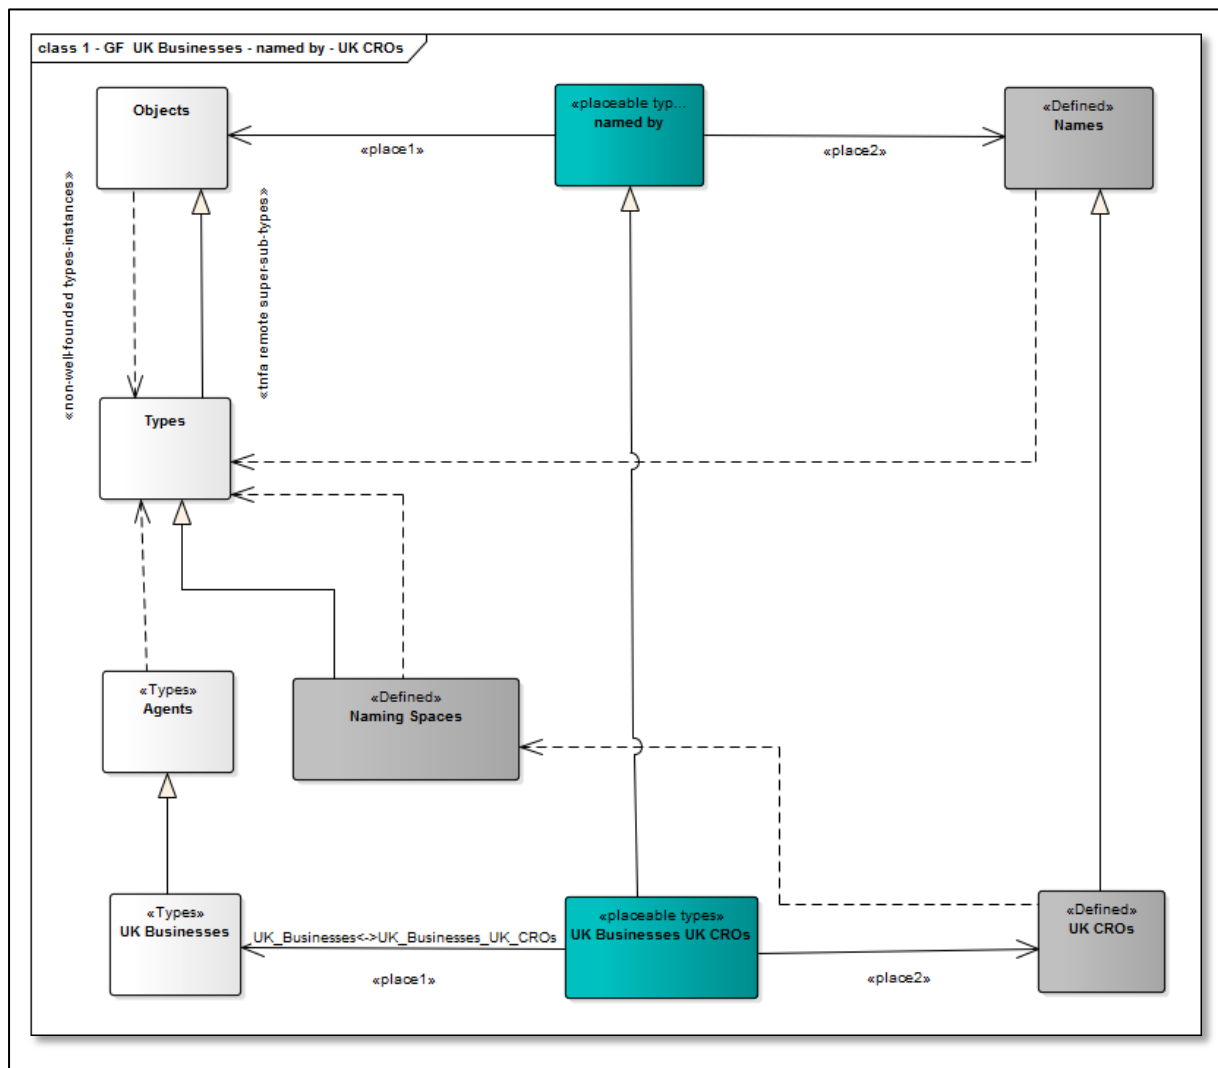 class 1 - GF  UK Businesses - named by - UK CROs
Objects
«placeable typ...
named by
«Defined»
Names
«place1»
«place2»
«non-well-founded types-instances»
«tnfa remote super-sub-types»
Types
«Types»
Agents
«Defined»
Naming Spaces
«Types»
UK Businesses
UK_Businesses<->UK_Businesses_UK_CROs
«place1»
«placeable types»
UK Businesses UK CROs
«place2»
«Defined»
UK CROs